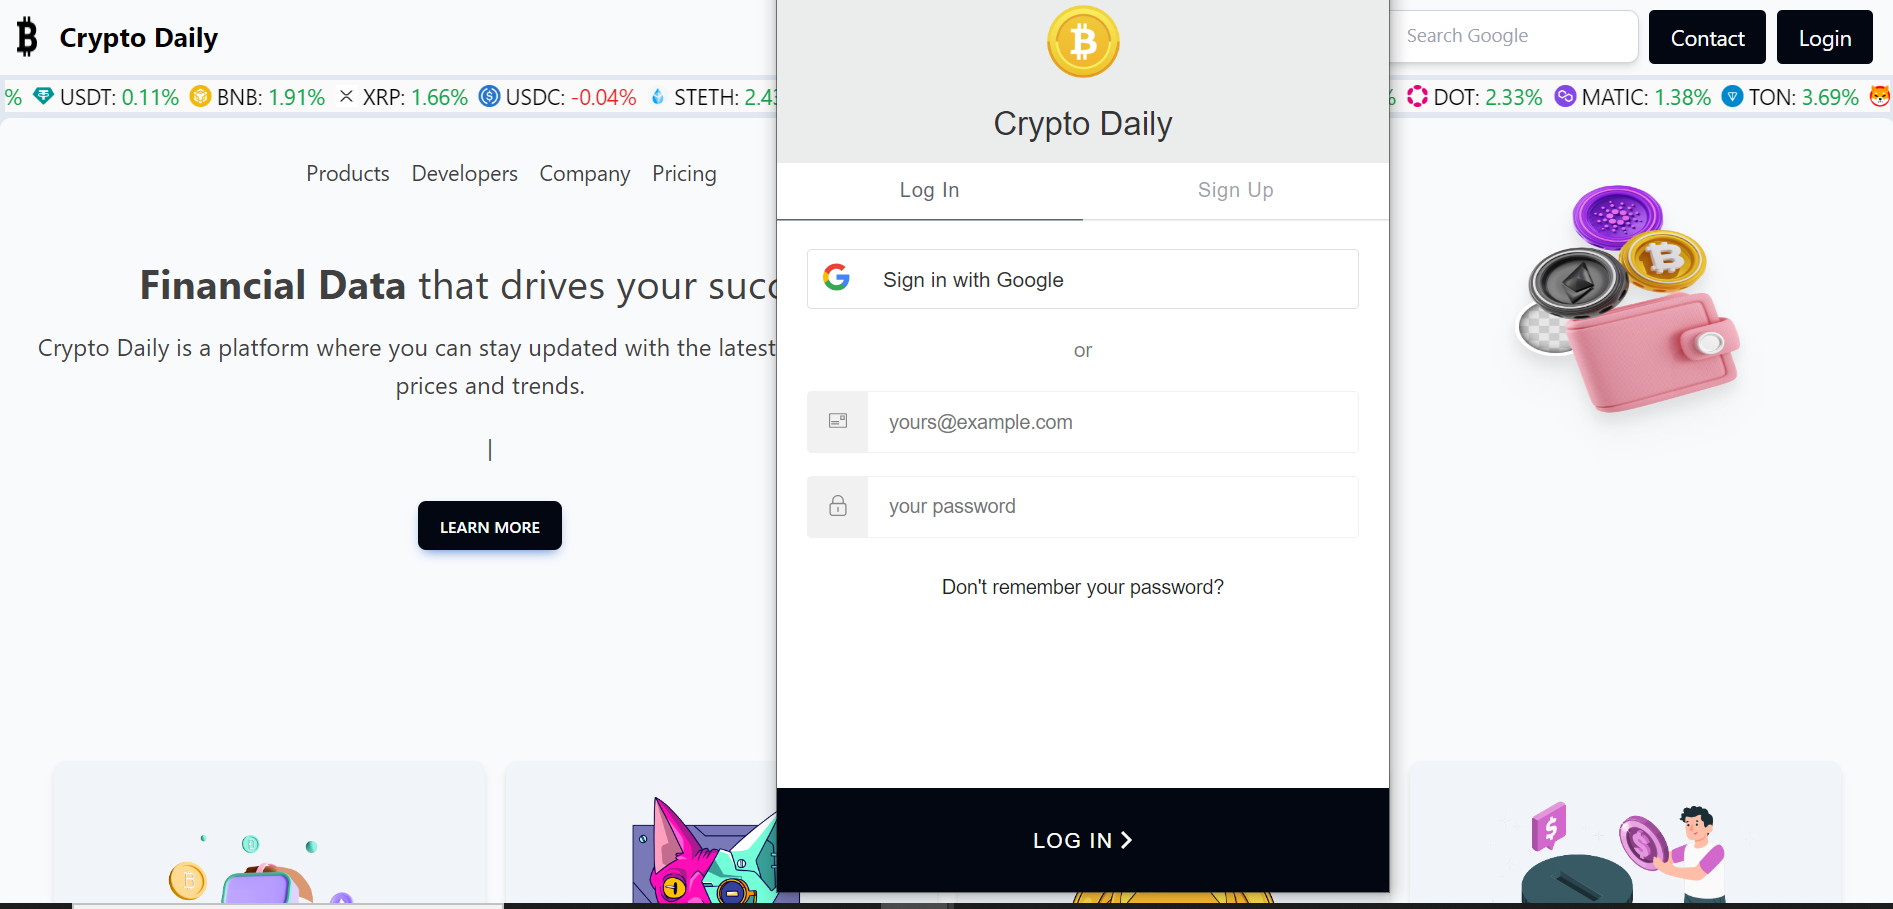 Crypto Daily
Search Google
Contact
Login
% USDT: 0.11% BNB: 1.91% XRP: 1.66% USDC: -0.04% STETH: 2.43
% DOT: 2.33% MATIC: 1.38% TON: 3.69%
Products Developers Company Pricing
Financial Data that drives your succ
Crypto Daily is a platform where you can stay updated with the latest
prices and trends.
LEARN MORE
Crypto Daily
Log In
Sign Up
Sign in with Google
or
yours@example.com
your password
Don't remember your password?
LOG IN